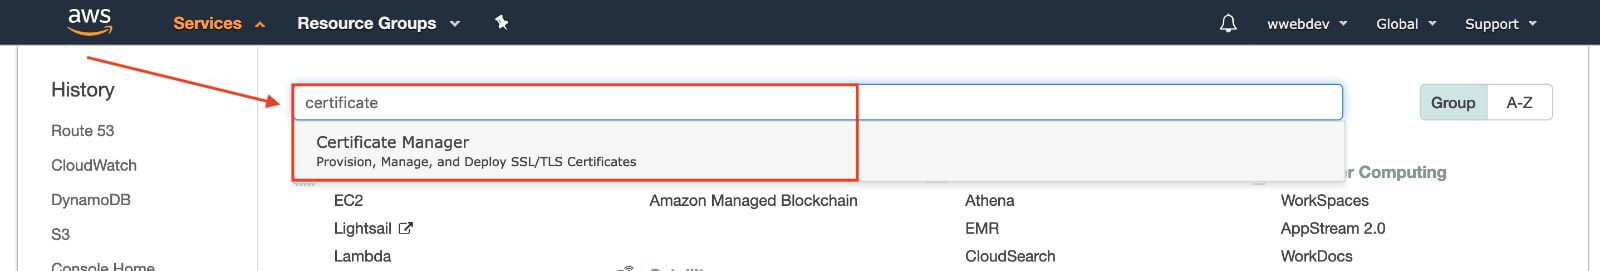 aws Services Resource Groups wwebdev Global Support
History
certificate
Group A-Z
Certificate Manager
Provision, Manage, and Deploy SSL/TLS Certificates
Route 53
CloudWatch
DynamoDB
S3
Console Home
r Computing
EC2 Amazon Managed Blockchain Athena WorkSpaces
Lightsail EMR AppStream 2.0
Lambda CloudSearch WorkDocs